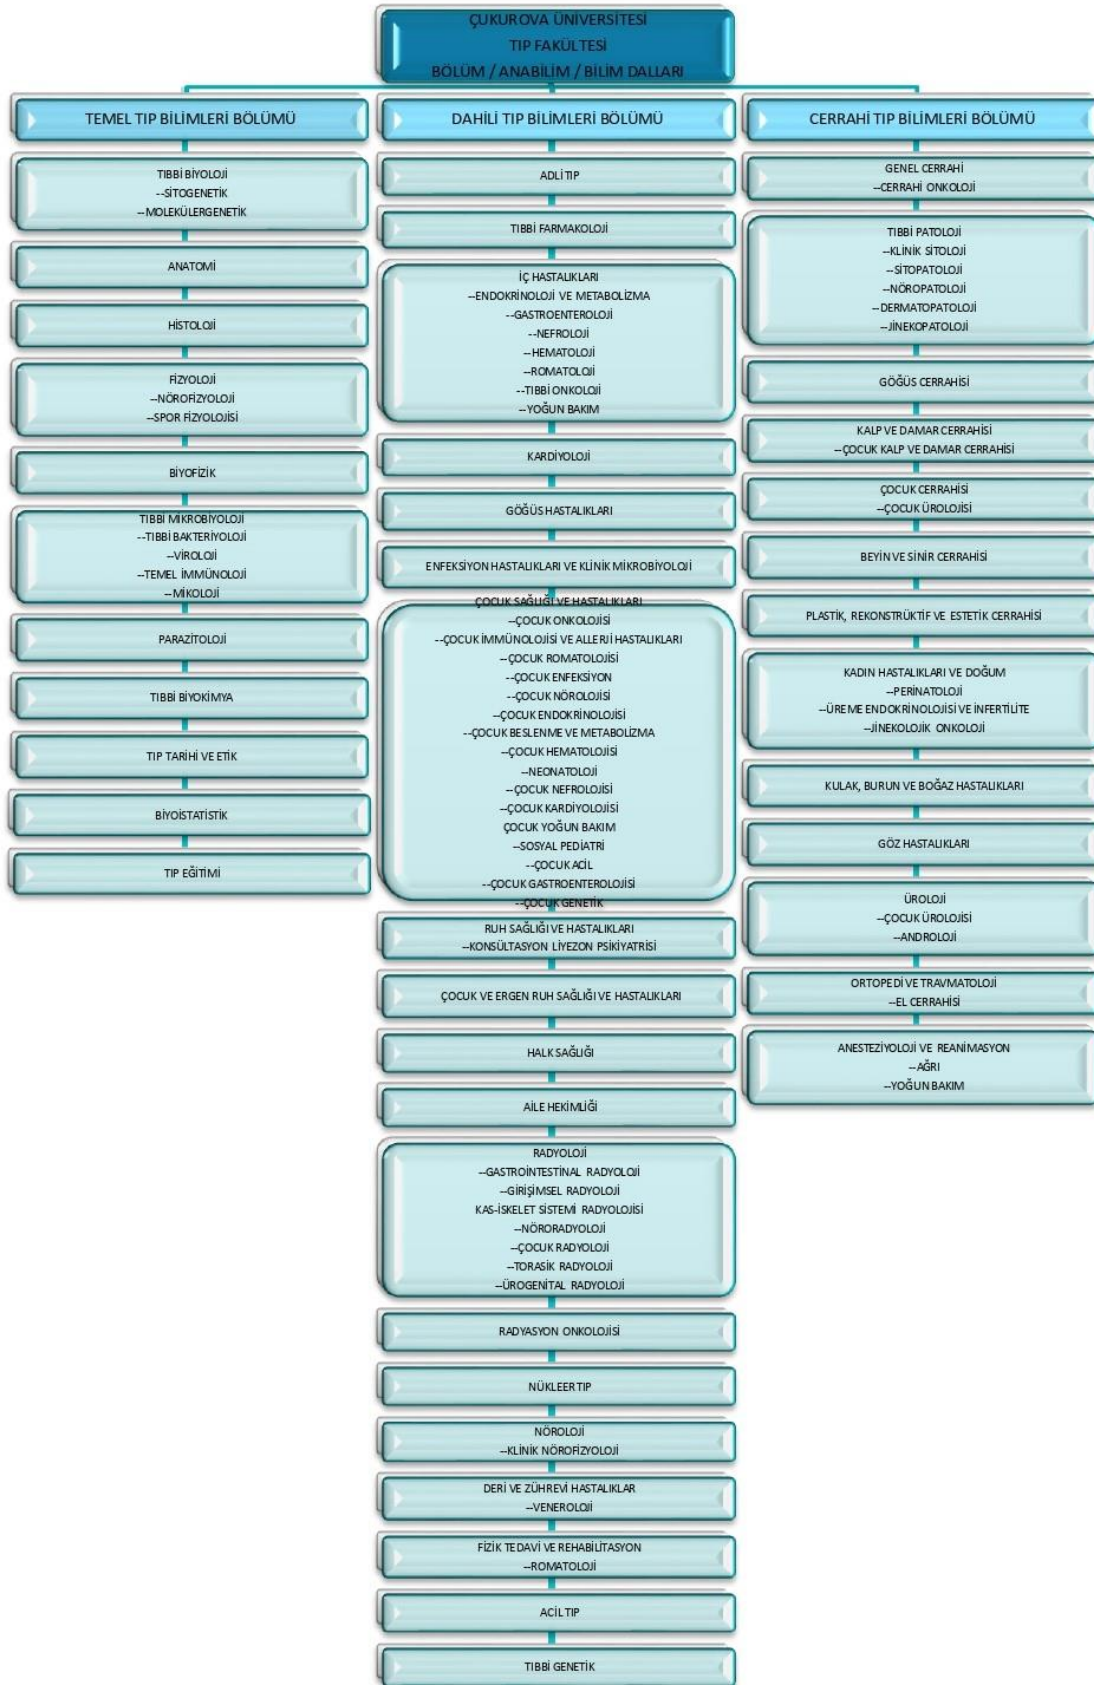 ÇUKUROVA ÜNİVERSİTESİ
TIP FAKÜLTESİ
BÖLÜM / ANABİLİM / BİLİM DALLARI
TEMEL TIP BİLİMLERİ BÖLÜMÜ
TIBBİ BİYOLOJİ
--SİTOGENETİK
--MOLEKÜLERGENETİK
ANATOMİ
HİSTOLOJİ
FİZYOLOJİ
--NÖROFİZYOLOJİ
--SPOR FİZYOLOJİSİ
BİYOFİZİK
TIBBİ MİKROBİYOLOJİ
--TIBBİ BAKTERİYOLOJİ
--VİROLOJİ
--TEMEL İMMÜNOLOJİ
--MİKOLOJİ
PARAZİTOLOJİ
TIBBİ BİYOKİMYA
TIP TARİHİ VE ETİK
BİYOİSTATİSTİK
TIP EĞİTİMİ
DAHİLİ TIP BİLİMLERİ BÖLÜMÜ
ADLİ TIP
TIBBİ FARMAKOLOJİ
İÇ HASTALIKLARI
--ENDOKRİNOLOJİ VE METABOLİZMA
--GASTROENTEROLOJİ
--NEFROLOJİ
--HEMATOLOJİ
--ROMATOLOJİ
--TIBBİ ONKOLOJİ
--YOĞUN BAKIM
KARDİYOLOJİ
GÖĞÜS HASTALIKLARI
ENFEKSİYON HASTALIKLARI VE KLİNİK MİKROBİYOLOJİ
ÇOCUK SAĞLIĞI VE HASTALIKLARI
--ÇOCUK ONKOLOJİSİ
--ÇOCUK İMMÜNOLOJİSİ VE ALLERJİ HASTALIKLARI
--ÇOCUK ROMATOLOJİSİ
--ÇOCUK ENFEKSİYON
--ÇOCUK NÖROLOJİSİ
--ÇOCUK ENDOKRİNOLOJİSİ
--ÇOCUK BESLENME VE METABOLİZMA
--ÇOCUK HEMATOLOJİSİ
--NEONATOLOJİ
--ÇOCUK NEFROLOJİSİ
--ÇOCUK KARDİYOLOJİSİ
ÇOCUK YOĞUN BAKIM
--SOSYAL PEDİATRİ
--ÇOCUK ACİL
--ÇOCUK GASTROENTEROLOJİSİ
--ÇOCUK GENETİK
RUH SAĞLIĞI VE HASTALIKLARI
--KONSÜLTASYON LİYEZON PSİKİYATRİSİ
ÇOCUK VE ERGEN RUH SAĞLIĞI VE HASTALIKLARI
HALK SAĞLIĞI
AİLE HEKİMLİĞİ
RADYOLOJİ
--GASTROİNTESTİNAL RADYOLOJİ
--GİRİŞİMSEL RADYOLOJİ
KAS-İSKELET SİSTEMİ RADYOLOJİSİ
--NÖRORADYOLOJİ
--ÇOCUK RADYOLOJİ
--TORASİK RADYOLOJİ
--ÜROGENİTAL RADYOLOJİ
RADYASYON ONKOLOJİSİ
NÜKLEER TIP
NÖROLOJİ
--KLİNİK NÖROFİZYOLOJİ
DERİ VE ZÜHREVİ HASTALIKLAR
--VENEROLOJİ
FİZİK TEDAVİ VE REHABİLİTASYON
--ROMATOLOJİ
ACİL TIP
TIBBİ GENETİK
CERRAHİ TIP BİLİMLERİ BÖLÜMÜ
GENEL CERRAHİ
--CERRAHİ ONKOLOJİ
TIBBİ PATOLOJİ
--KLİNİK SİTOLOJİ
--SİTOPATOLOJİ
--NÖROPATOLOJİ
--DERMATOPATOLOJİ
--JİNEKOPATOLOJİ
GÖĞÜS CERRAHİSİ
KALP VE DAMAR CERRAHİSİ
--ÇOCUK KALP VE DAMAR CERRAHİSİ
ÇOCUK CERRAHİSİ
--ÇOCUK ÜROLOJİSİ
BEYİN VE SİNİR CERRAHİSİ
PLASTİK, REKONSTRÜKTİF VE ESTETİK CERRAHİSİ
KADIN HASTALIKLARI VE DOĞUM
--PERİNATOLOJİ
--ÜREME ENDOKRİNOLOJİSİ VE İNFERTİLİTE
--JİNEKOLOJİK ONKOLOJİ
KULAK, BURUN VE BOĞAZ HASTALIKLARI
GÖZ HASTALIKLARI
ÜROLOJİ
--ÇOCUK ÜROLOJİSİ
--ANDROLOJİ
ORTOPEDİ VE TRAVMATOLOJİ
--EL CERRAHİSİ
ANESTEZİYOLOJİ VE REANİMASYON
--AĞRI
--YOĞUN BAKIM